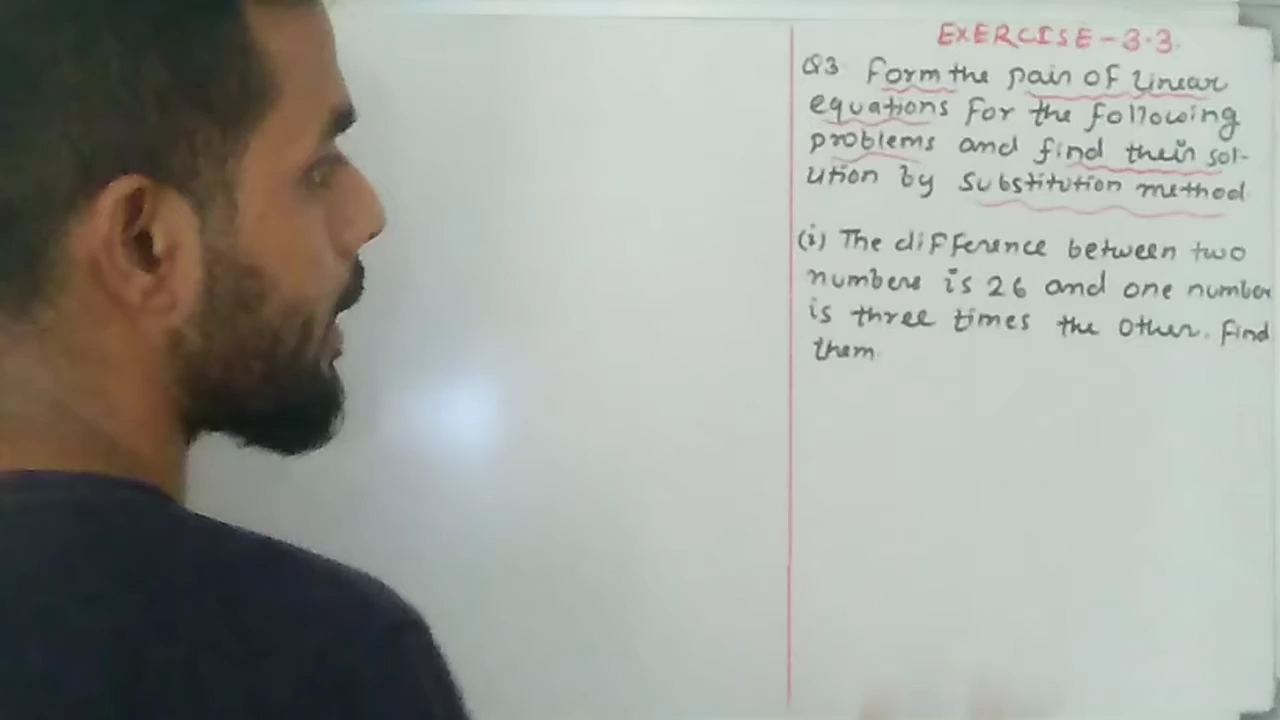 EXERCISE-3.3
Q3 Form the pair of linear
equations for the following
problems and find their sol-
ution by substitution method
(i) The difference between two
numbers is 26 and one number
is three times the other. Find
them.